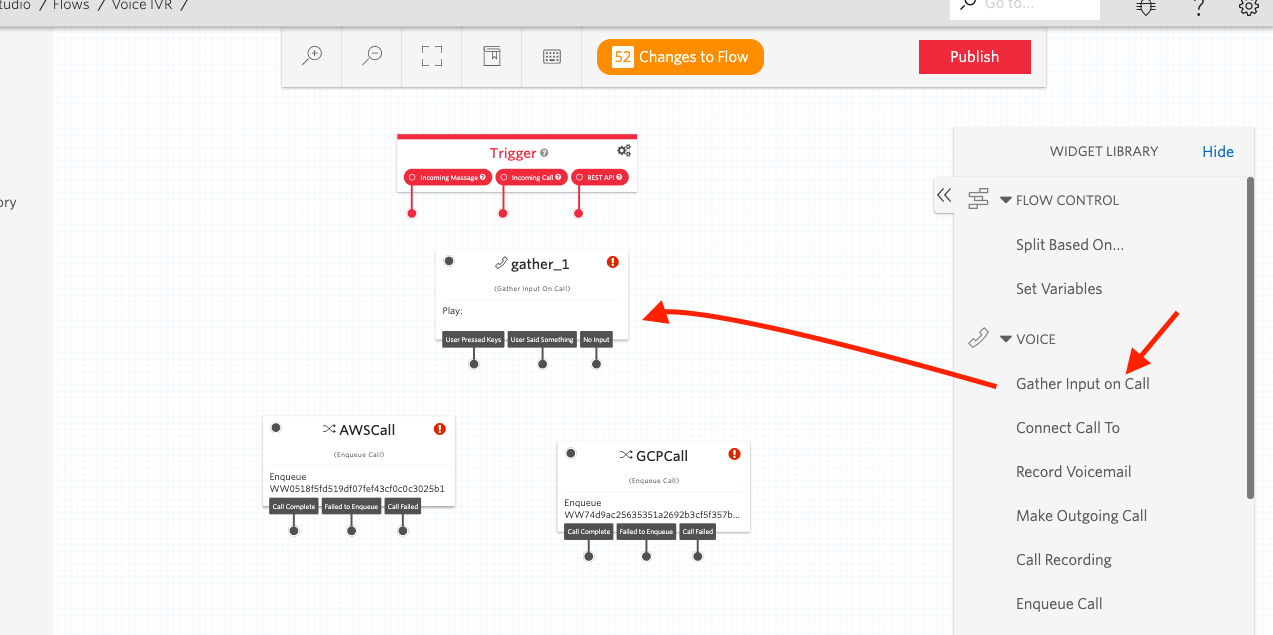 / Flows / Voice IVR /
Go to...
?
52 Changes to Flow
Publish
Trigger ?
Incoming Message ?
Incoming Call ?
REST API ?
WIDGET LIBRARY
Hide
FLOW CONTROL
Split Based On...
Set Variables
VOICE
Gather Input on Call
Connect Call To
Record Voicemail
Make Outgoing Call
Call Recording
Enqueue Call
gather_1
(Gather Input On Call)
Play:
User Pressed Keys
User Said Something
No Input
AWSCall
(Enqueue Call)
Enqueue
WW0518f5fd519df07fef43cf0c0c3025b1
Call Complete
Failed to Enqueue
Call Failed
GCPCall
(Enqueue Call)
Enqueue
WW74d9ac25635351a2692b3cf5f357b...
Call Complete
Failed to Enqueue
Call Failed